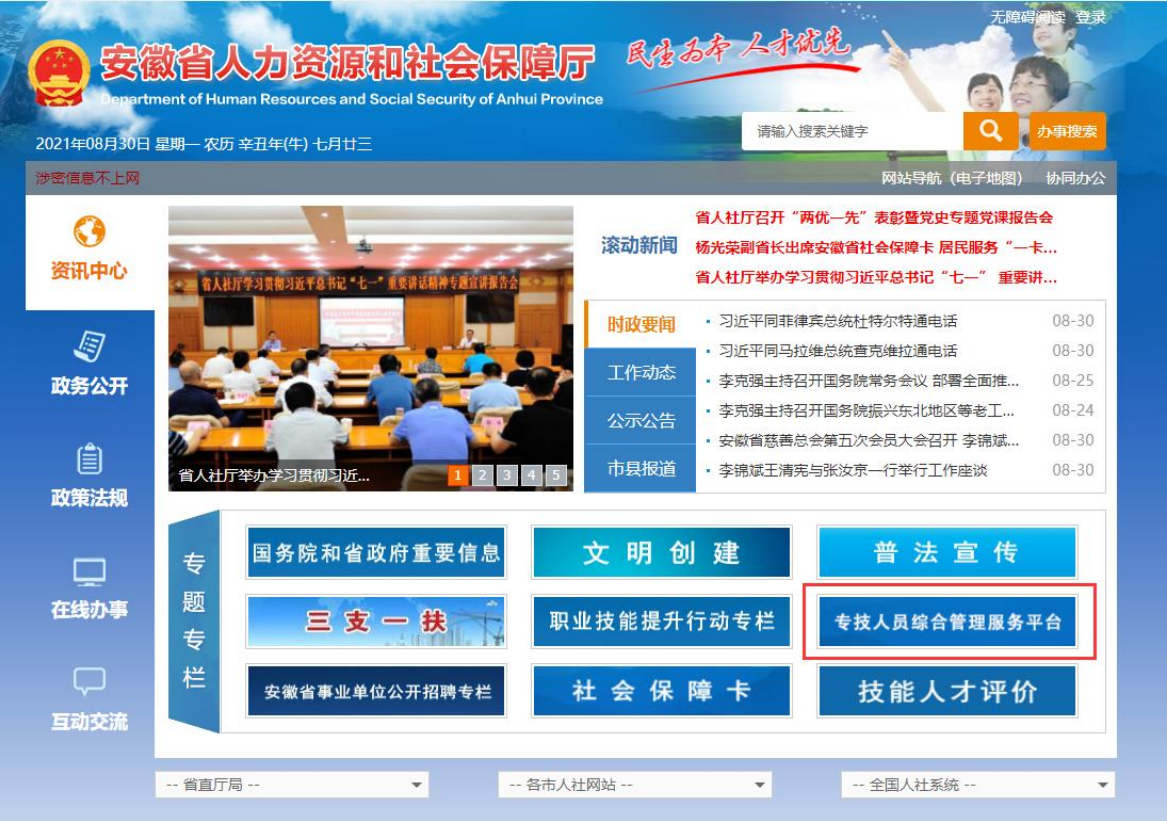 无障碍阅读 登录
安徽省人力资源和社会保障厅
民生为本 人才优先
Department of Human Resources and Social Security of Anhui Province
请输入搜索关键字
办事搜索
2021年08月30日 星期一 农历 辛丑年(牛) 七月廿三
涉密信息不上网
网站导航（电子地图） 协同办公
资讯中心
政务公开
政策法规
在线办事
互动交流
省人社厅学习贯彻习近平总书记“七一”重要讲话精神专题宣讲报告会
省人社厅举办学习贯彻习近...
1 2 3 4 5
滚动新闻
省人社厅召开“两优一先”表彰暨党史专题党课报告会
杨光荣副省长出席安徽省社会保障卡 居民服务“一卡...
省人社厅举办学习贯彻习近平总书记“七一” 重要讲...
时政要闻
工作动态
公示公告
市县报道
· 习近平同菲律宾总统杜特尔特通电话 08-30
· 习近平同马拉维总统查克维拉通电话 08-30
· 李克强主持召开国务院常务会议 部署全面推... 08-25
· 李克强主持召开国务院振兴东北地区等老工... 08-24
· 安徽省慈善总会第五次会员大会召开 李锦斌... 08-30
· 李锦斌王清宪与张汝京一行举行工作座谈 08-30
专题专栏
国务院和省政府重要信息
文明创建
普法宣传
三支一扶
职业技能提升行动专栏
专技人员综合管理服务平台
安徽省事业单位公开招聘专栏
社会保障卡
技能人才评价
-- 省直厅局 --
-- 各市人社网站 --
-- 全国人社系统 --